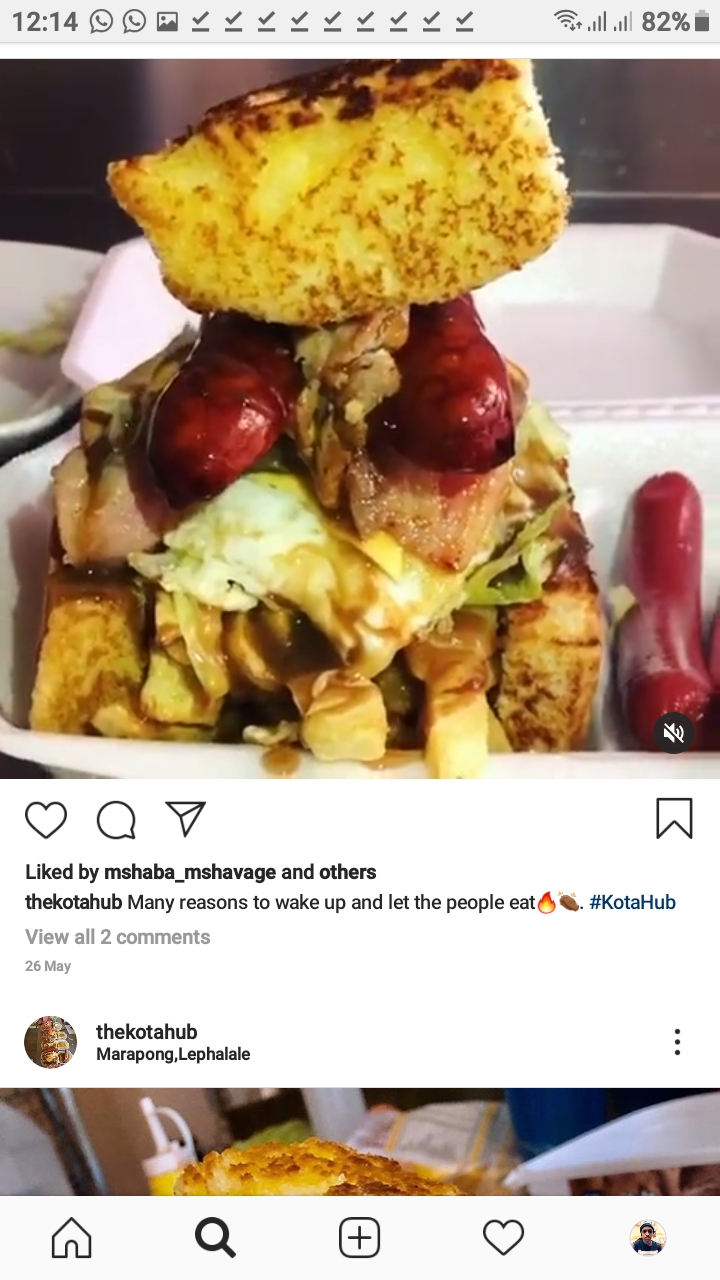 12:14 82%
Liked by mshaba_mshavage and others
thekotahub Many reasons to wake up and let the people eat🔥👏🏾. #KotaHub
View all 2 comments
26 May
thekotahub
Marapong,Lephalale